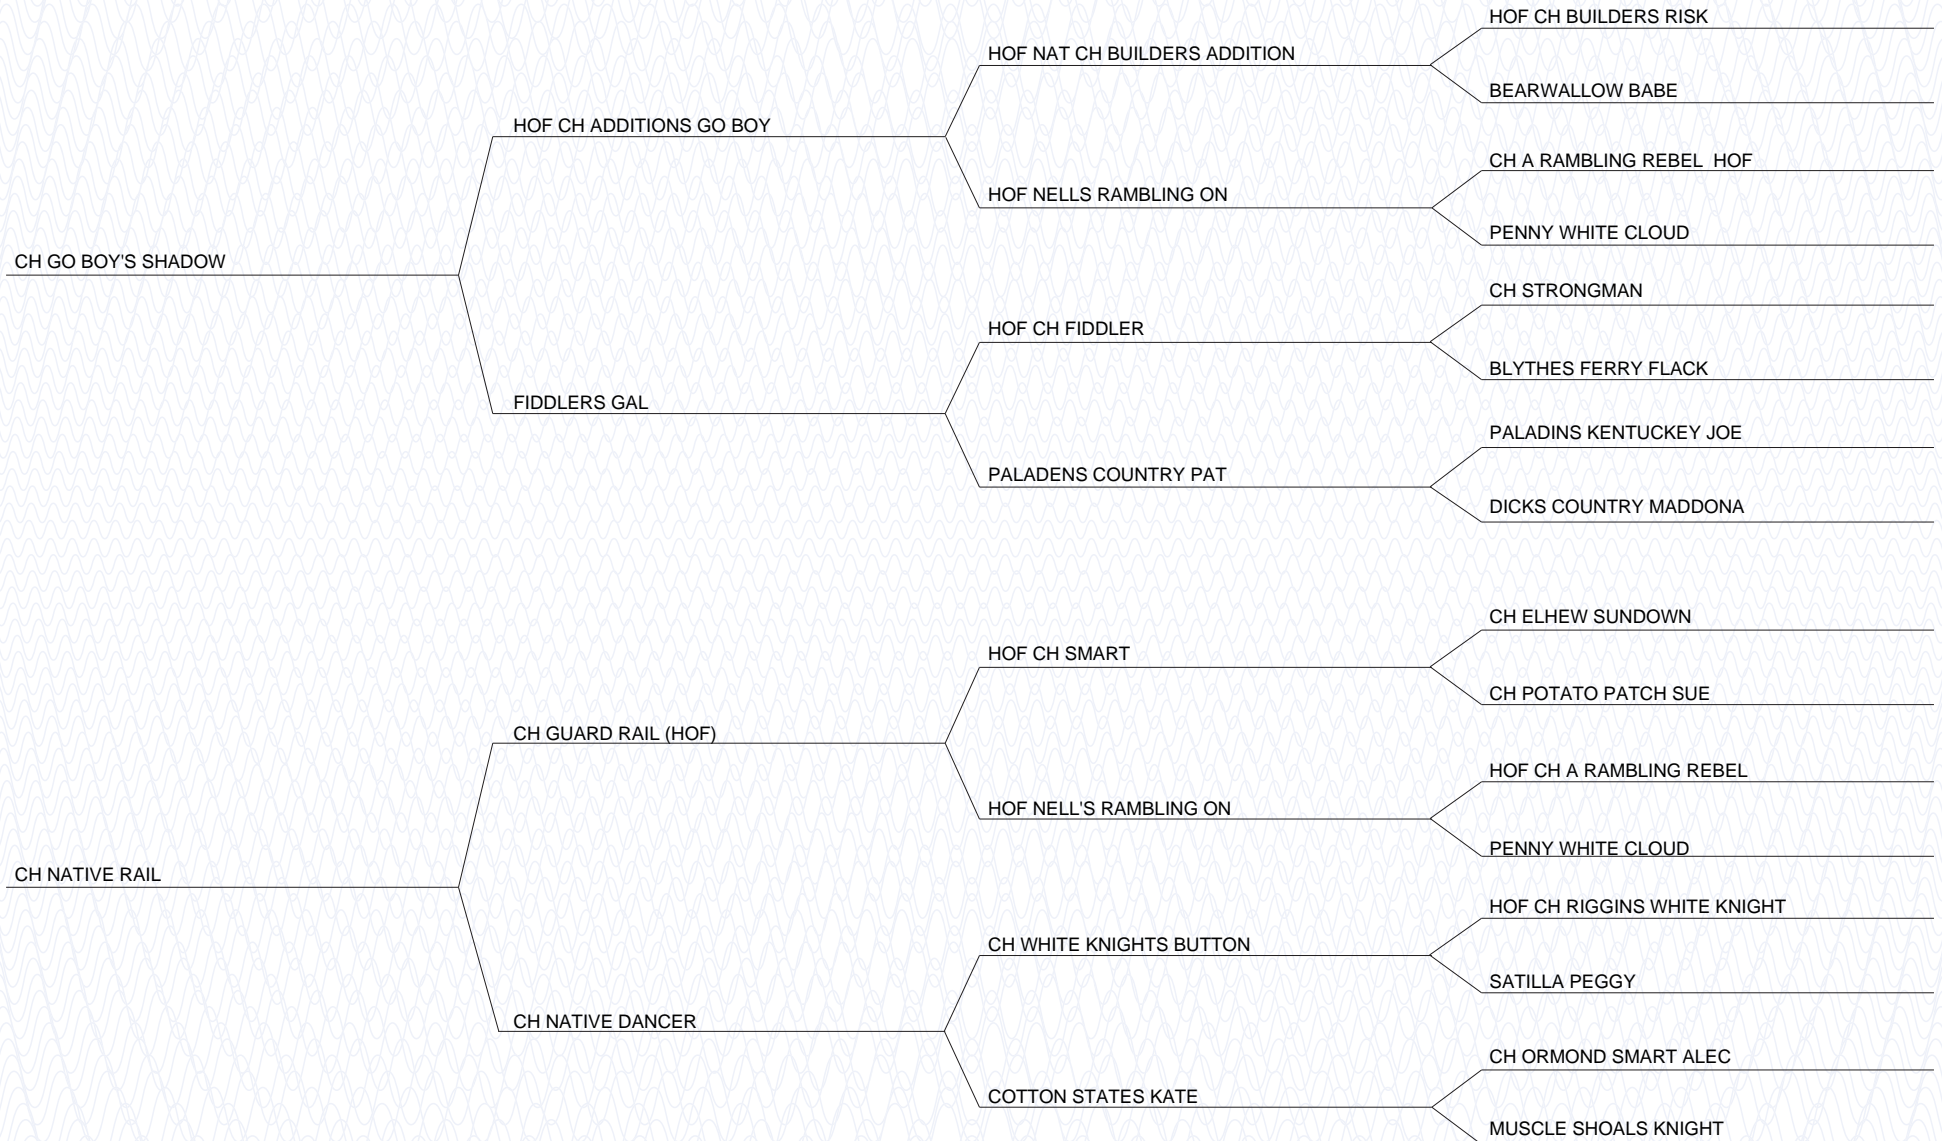 HOF CH BUILDERS RISK
HOF NAT CH BUILDERS ADDITION
BEARWALLOW BABE
HOF CH ADDITIONS GO BOY
CH A RAMBLING REBEL  HOF
HOF NELLS RAMBLING ON
PENNY WHITE CLOUD
CH GO BOY'S SHADOW
CH STRONGMAN
HOF CH FIDDLER
BLYTHES FERRY FLACK
FIDDLERS GAL
PALADINS KENTUCKEY JOE
PALADENS COUNTRY PAT
DICKS COUNTRY MADDONA
CH ELHEW SUNDOWN
HOF CH SMART
CH POTATO PATCH SUE
CH GUARD RAIL (HOF)
HOF CH A RAMBLING REBEL
HOF NELL'S RAMBLING ON
PENNY WHITE CLOUD
CH NATIVE RAIL
HOF CH RIGGINS WHITE KNIGHT
CH WHITE KNIGHTS BUTTON
SATILLA PEGGY
CH NATIVE DANCER
CH ORMOND SMART ALEC
COTTON STATES KATE
MUSCLE SHOALS KNIGHT